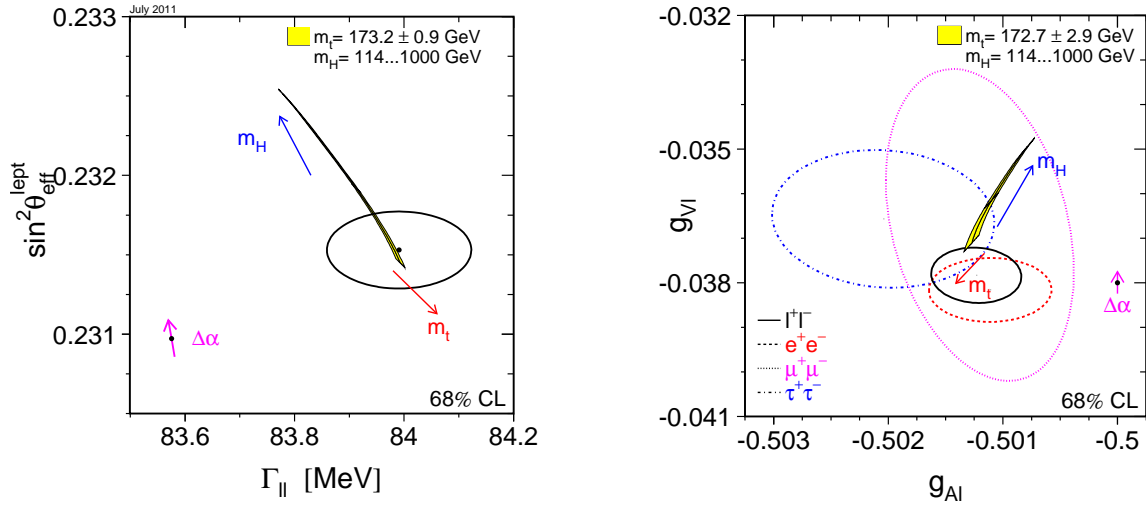 July 2011
0.233
m_t= 173.2 ± 0.9 GeV
m_H= 114...1000 GeV
m_H
0.232
sin²θ_eff^lept
m_t
0.231
Δα
68% CL
83.6 83.8 84 84.2
Γ_ll [MeV]
-0.032
m_t= 172.7 ± 2.9 GeV
m_H= 114...1000 GeV
-0.035
m_H
g_Vl
-0.038
m_t
Δα
l⁺l⁻
e⁺e⁻
μ⁺μ⁻
τ⁺τ⁻
68% CL
-0.041
-0.503 -0.502 -0.501 -0.5
g_Al